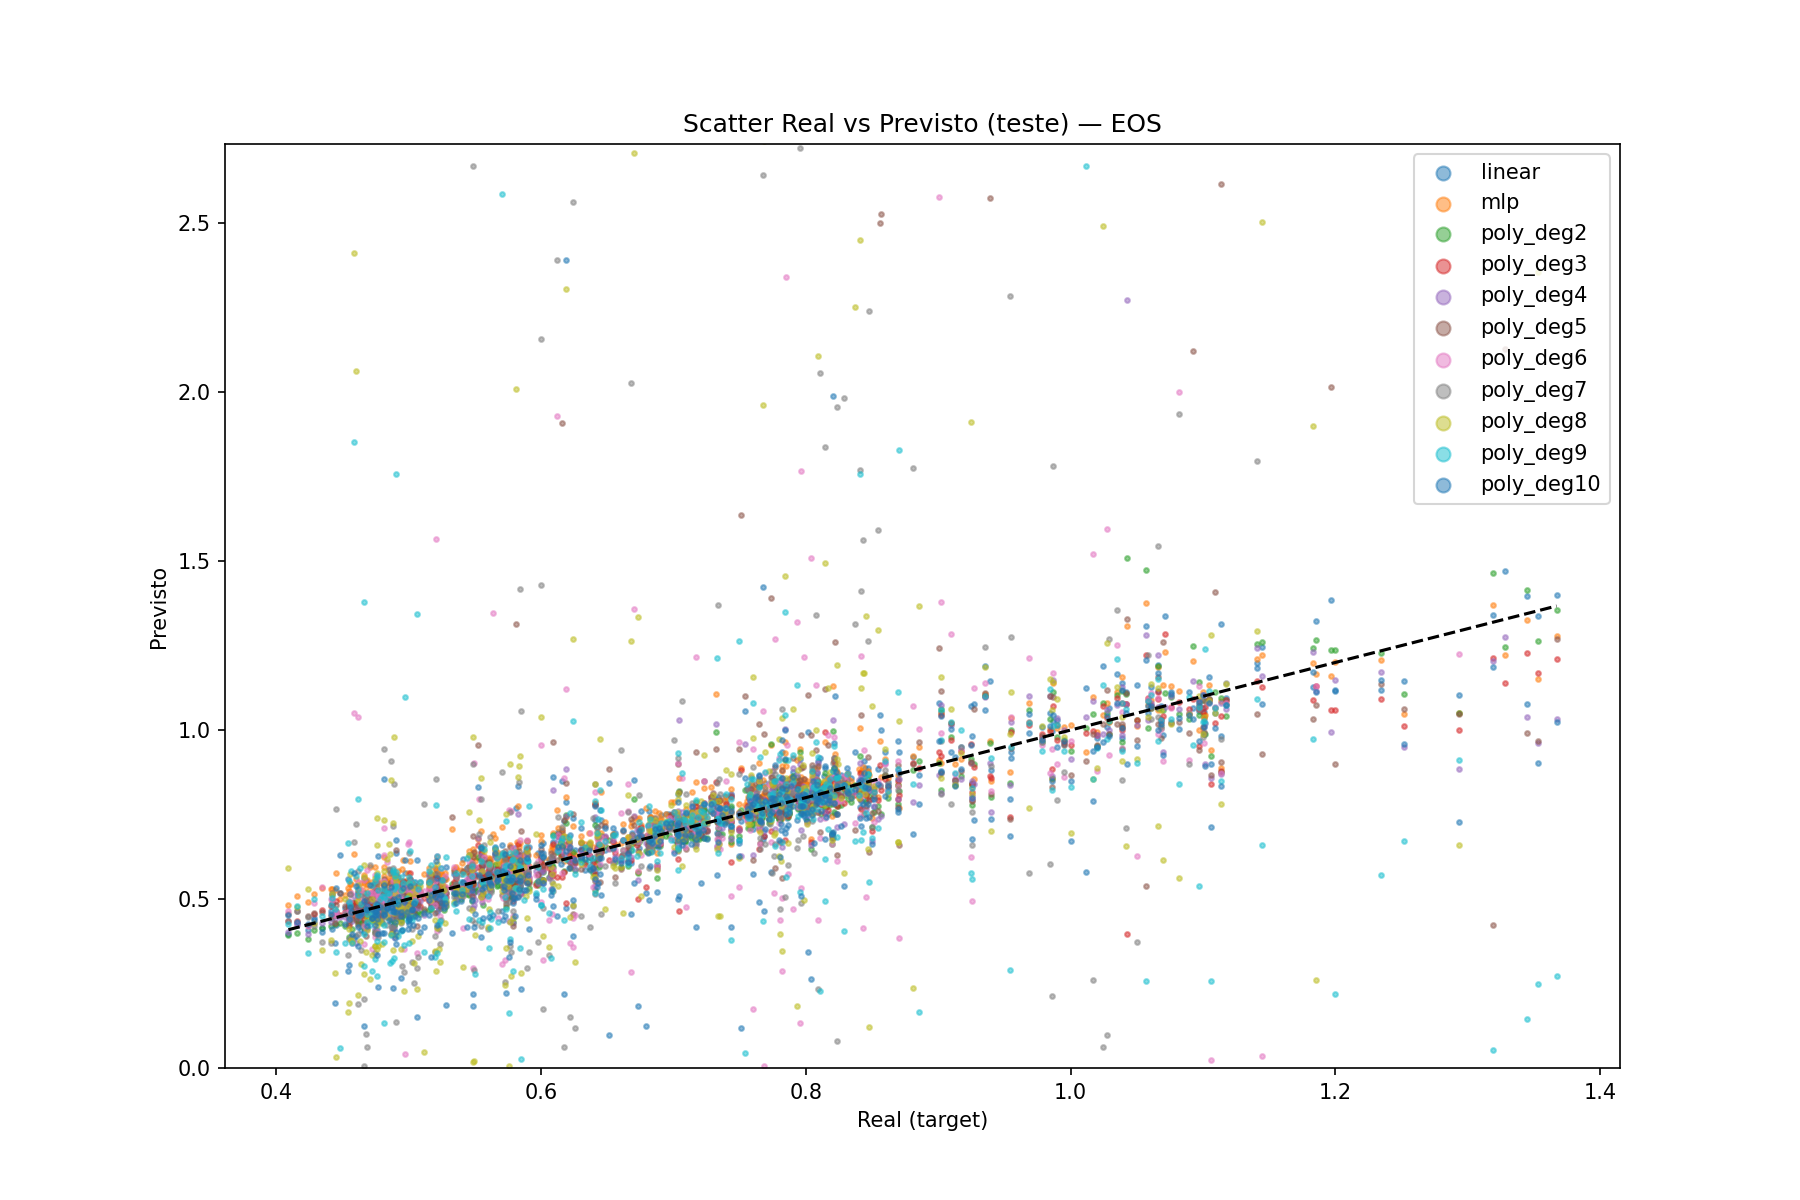 Scatter Real vs Previsto (teste) — EOS
linear
mlp
poly_deg2
poly_deg3
poly_deg4
poly_deg5
poly_deg6
poly_deg7
poly_deg8
poly_deg9
poly_deg10
Previsto
2.5
2.0
1.5
1.0
0.5
0.0
0.4 0.6 0.8 1.0 1.2 1.4
Real (target)